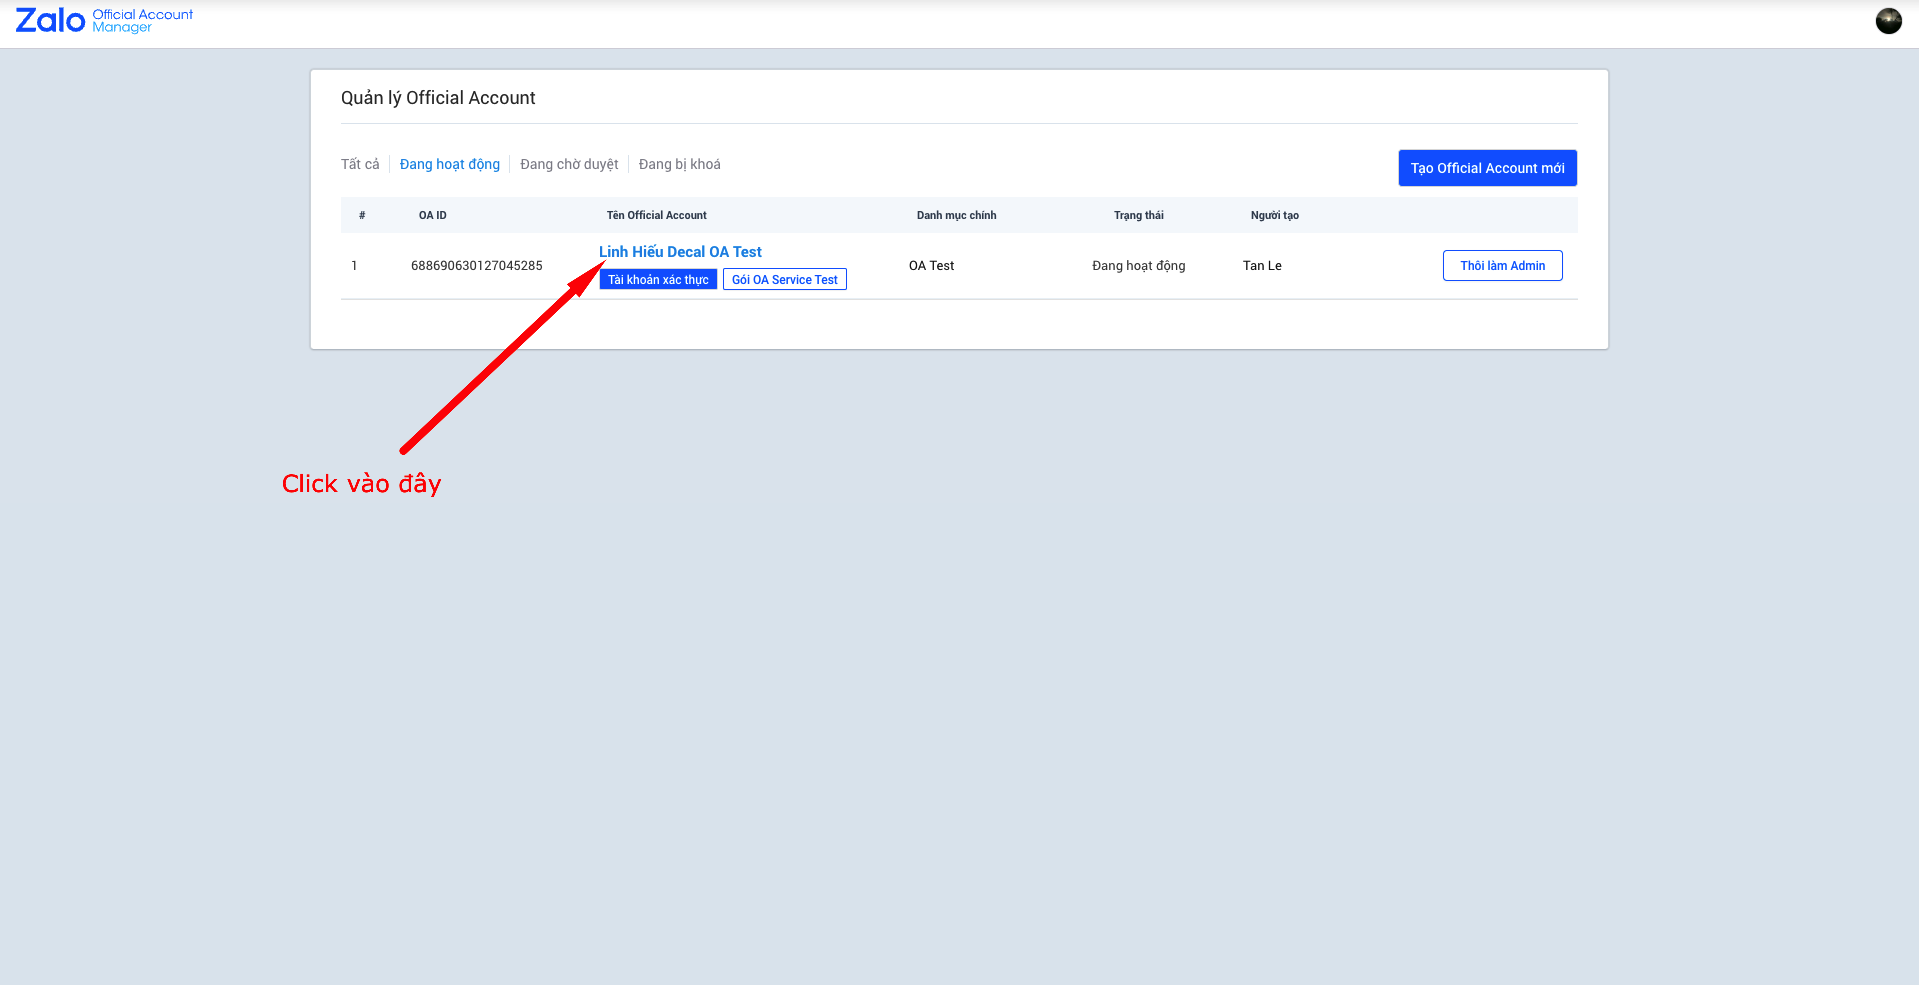 Zalo Official Account Manager
Quản lý Official Account
Tất cả Đang hoạt động Đang chờ duyệt Đang bị khoá
Tạo Official Account mới
# OA ID Tên Official Account Danh mục chính Trạng thái Người tạo
Linh Hiếu Decal OA Test
1 688690630127045285 OA Test Đang hoạt động Tan Le Thôi làm Admin
Tài khoản xác thực Gói OA Service Test
Click vào đây